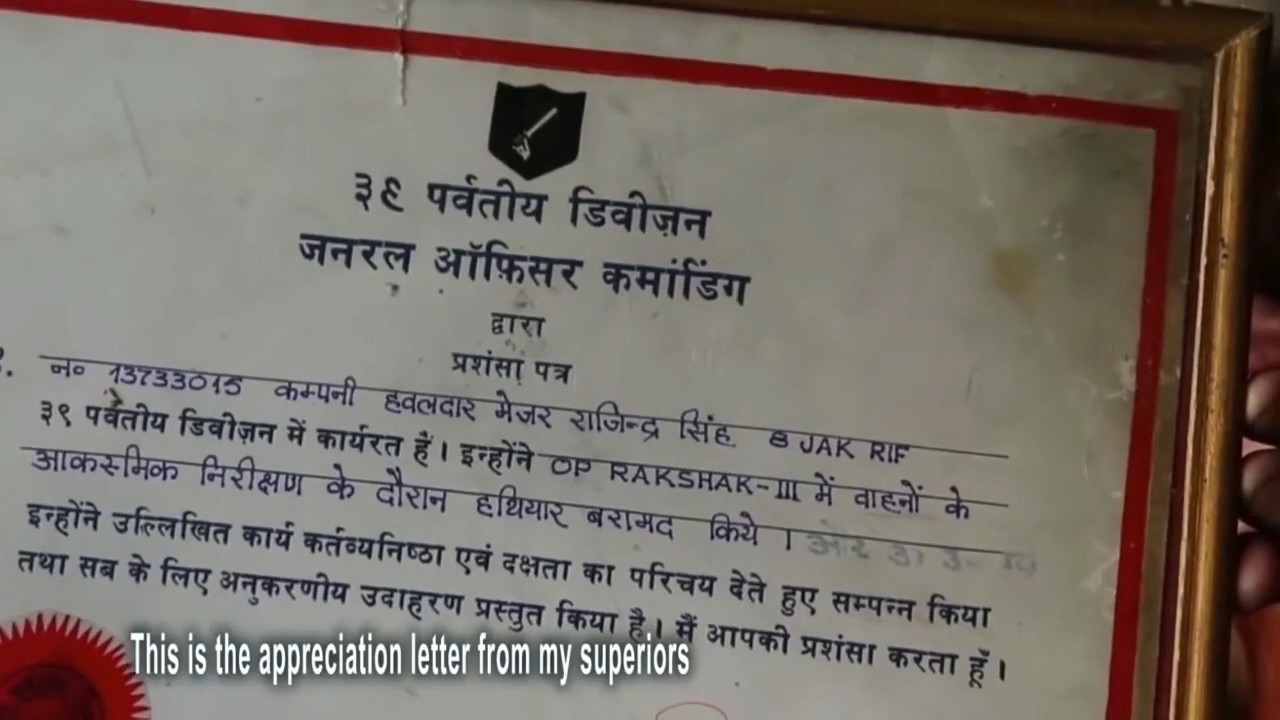 ३९ पर्वतीय डिवीज़न
जनरल ऑफ़िसर कमांडिंग
द्वारा
प्रशंसा पत्र
न० 13733015 कम्पनी हवलदार मेजर राजिन्द्र सिंह 8 JAK RIF
३९ पर्वतीय डिवीज़न में कार्यरत हैं। इन्होंने OP RAKSHAK-III में वाहनों के
आकस्मिक निरीक्षण के दौरान हथियार बरामद किये ।
इन्होंने उल्लिखित कार्य कर्तव्यनिष्ठा एवं दक्षता का परिचय देते हुए सम्पन्न किया
तथा सब के लिए अनुकरणीय उदाहरण प्रस्तुत किया है। मैं आपकी प्रशंसा करता हूँ।
This is the appreciation letter from my superiors